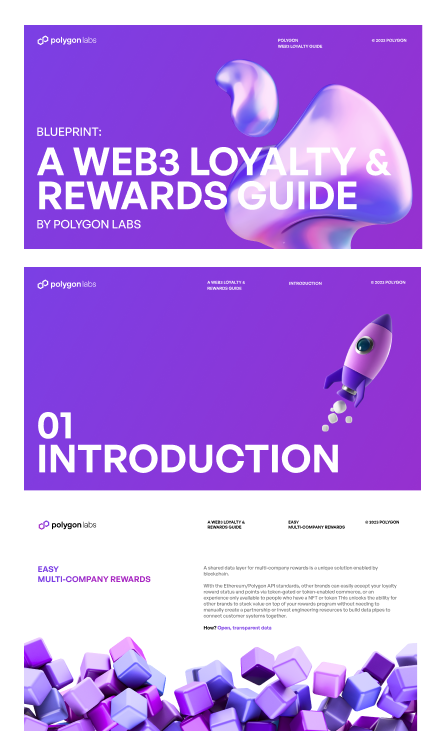 polygon labs
POLYGON
WEB3 LOYALTY GUIDE
© 2023 POLYGON
BLUEPRINT:
A WEB3 LOYALTY &
REWARDS GUIDE
BY POLYGON LABS
polygon labs
A WEB3 LOYALTY &
REWARDS GUIDE
INTRODUCTION
© 2023 POLYGON
01
INTRODUCTION
polygon labs
A WEB3 LOYALTY &
REWARDS GUIDE
EASY
MULTI-COMPANY REWARDS
© 2023 POLYGON
EASY
MULTI-COMPANY REWARDS
A shared data layer for multi-company rewards is a unique solution enabled by
blockchain.
With the Ethereum/Polygon API standards, other brands can easily accept your loyalty
reward status and points via token-gated or token-enabled commerce, or an
experience only available to people who have a NFT or token This unlocks the ability for
other brands to stack value on top of your rewards program without needing to
manually create a partnership or invest engineering resources to build data pipes to
connect customer systems together.
How? Open, transparent data